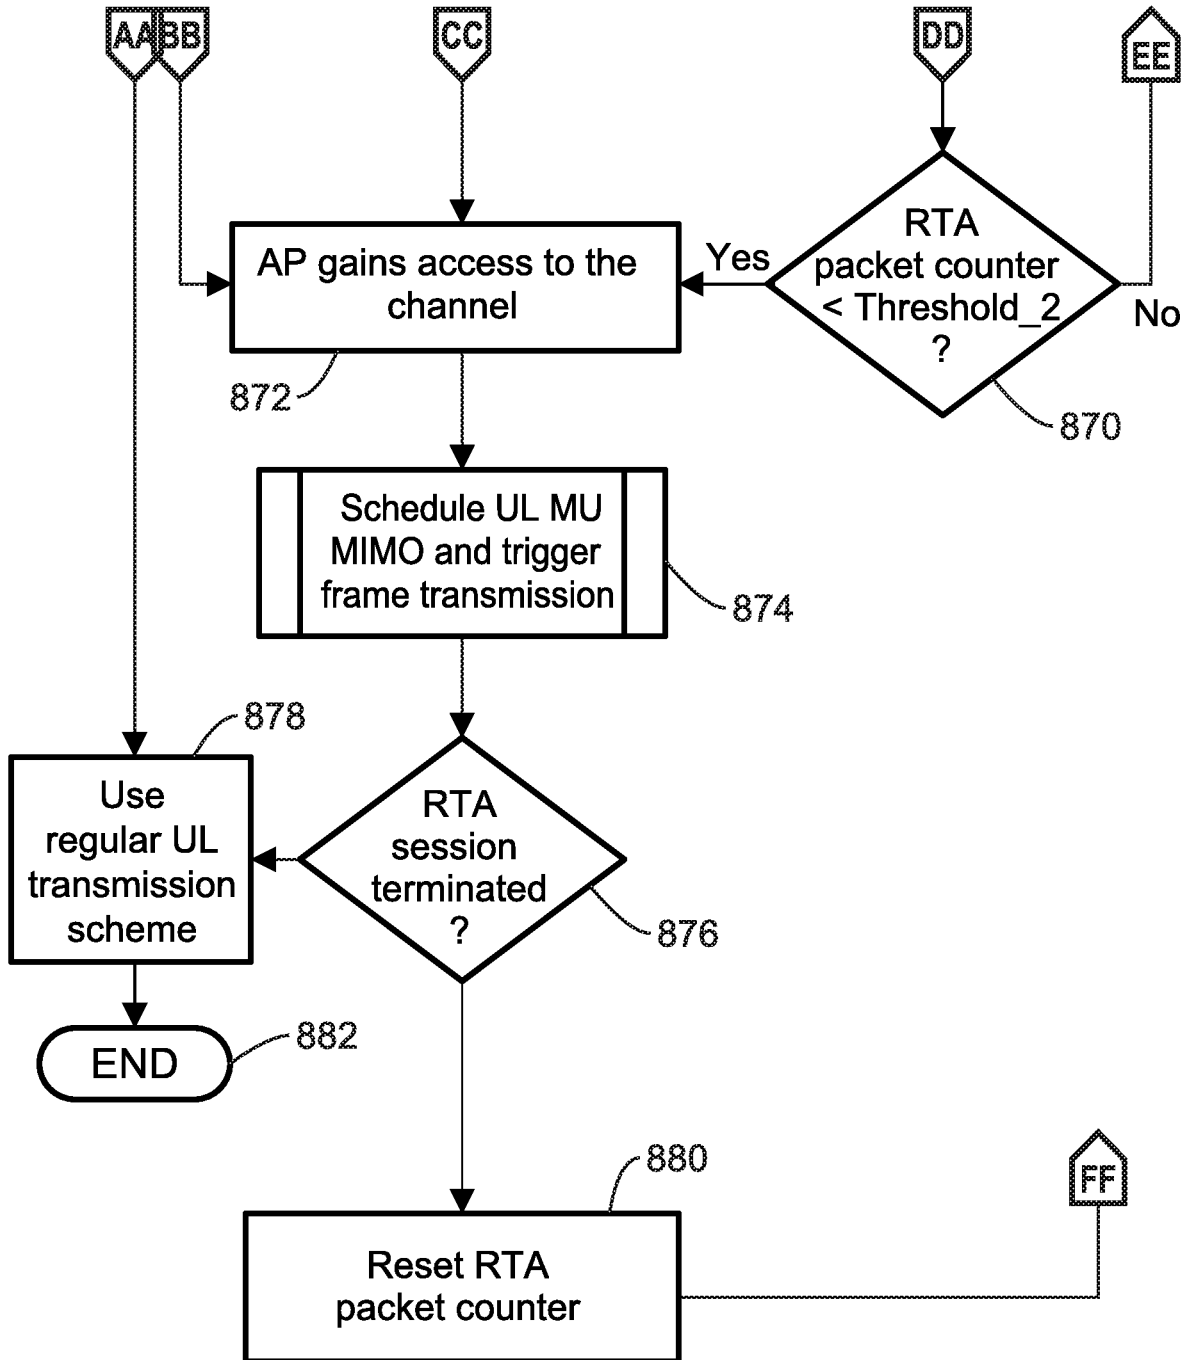 AA
BB
CC
DD
EE
AP gains access to the
channel
872
Yes
RTA
packet counter
< Threshold_2
?
No
870
Schedule UL MU
MIMO and trigger
frame transmission
874
878
Use
regular UL
transmission
scheme
RTA
session
terminated
?
876
END
882
880
Reset RTA
packet counter
FF